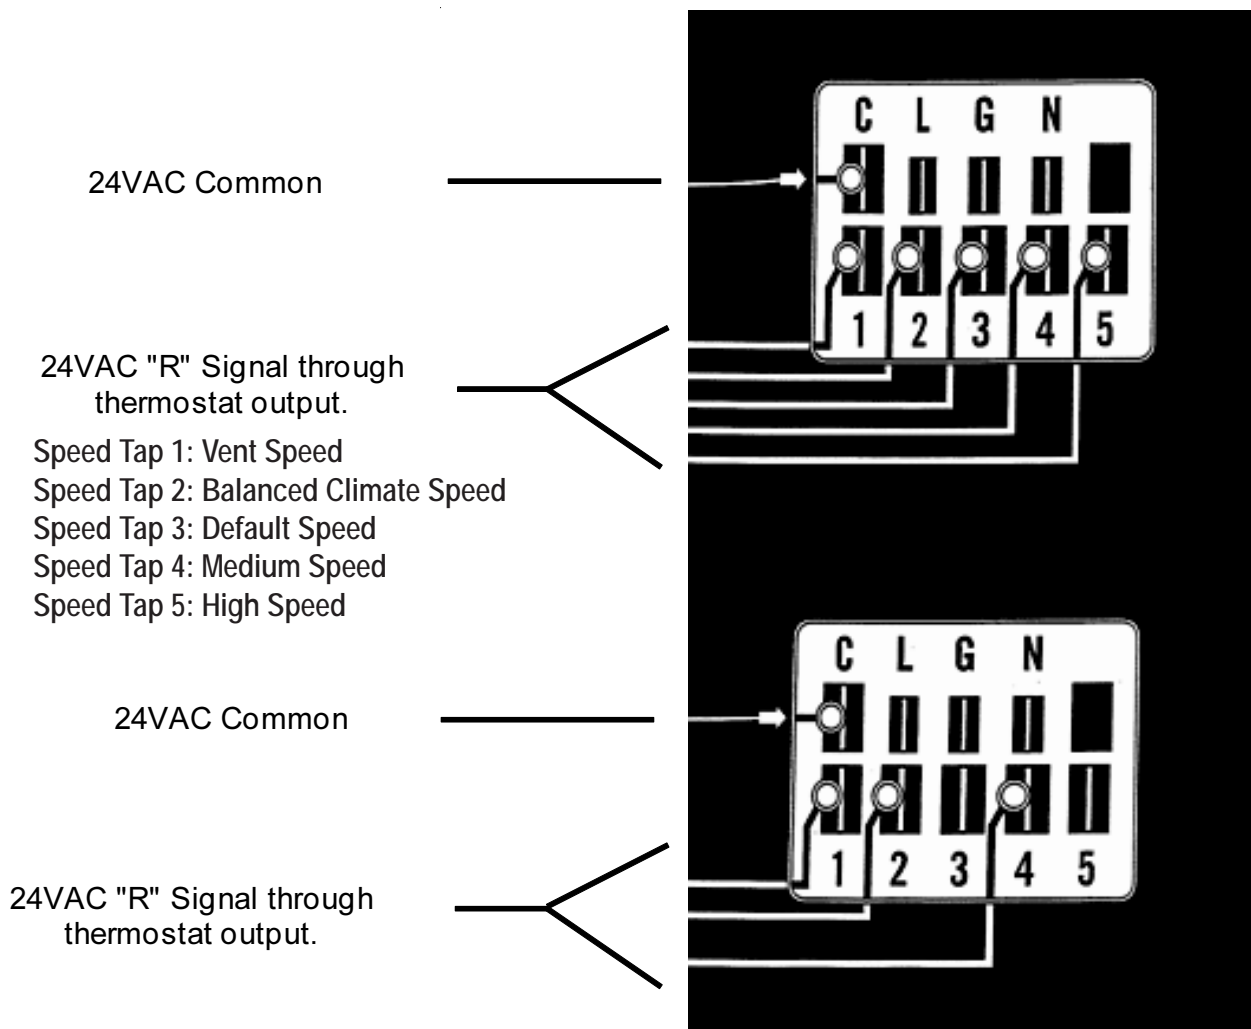 C L G N
24VAC Common
1 2 3 4 5
24VAC "R" Signal through
thermostat output.
Speed Tap 1: Vent Speed
Speed Tap 2: Balanced Climate Speed
Speed Tap 3: Default Speed
Speed Tap 4: Medium Speed
Speed Tap 5: High Speed
C L G N
24VAC Common
1 2 3 4 5
24VAC "R" Signal through
thermostat output.